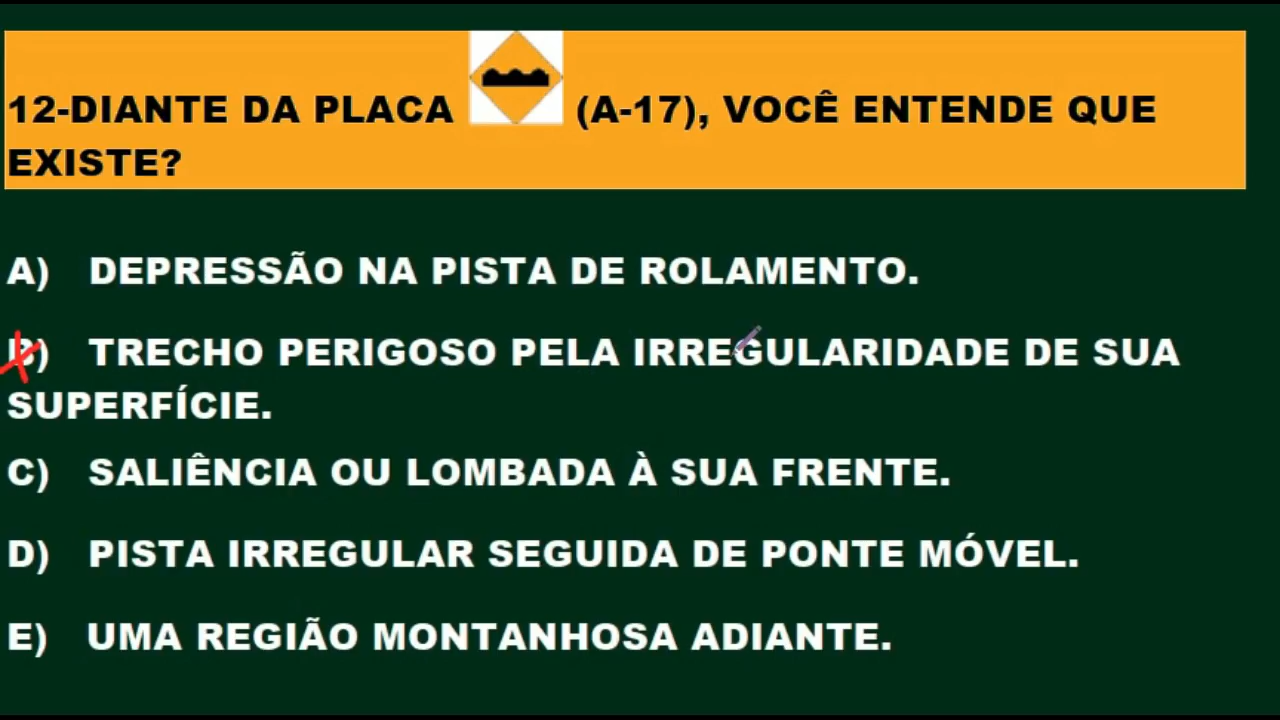 12-DIANTE DA PLACA (A-17), VOCÊ ENTENDE QUE
EXISTE?
A) DEPRESSÃO NA PISTA DE ROLAMENTO.
B) TRECHO PERIGOSO PELA IRREGULARIDADE DE SUA
SUPERFÍCIE.
C) SALIÊNCIA OU LOMBADA À SUA FRENTE.
D) PISTA IRREGULAR SEGUIDA DE PONTE MÓVEL.
E) UMA REGIÃO MONTANHOSA ADIANTE.